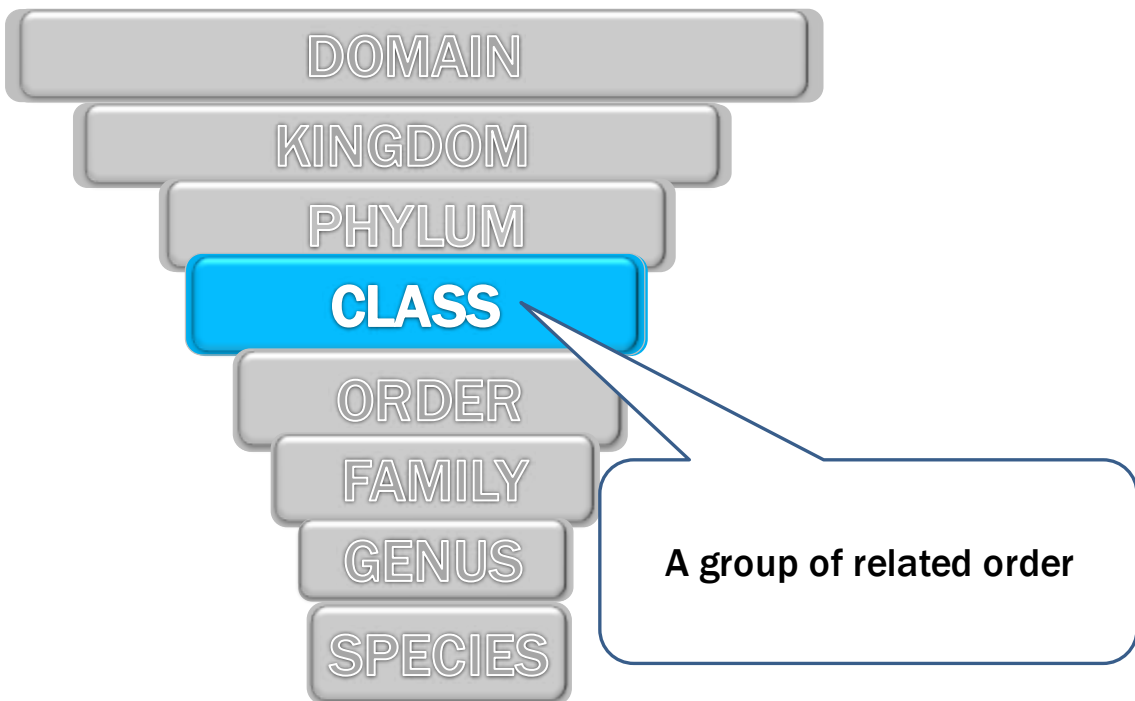 DOMAIN
KINGDOM
PHYLUM
CLASS
ORDER
FAMILY
GENUS
A group of related order
SPECIES